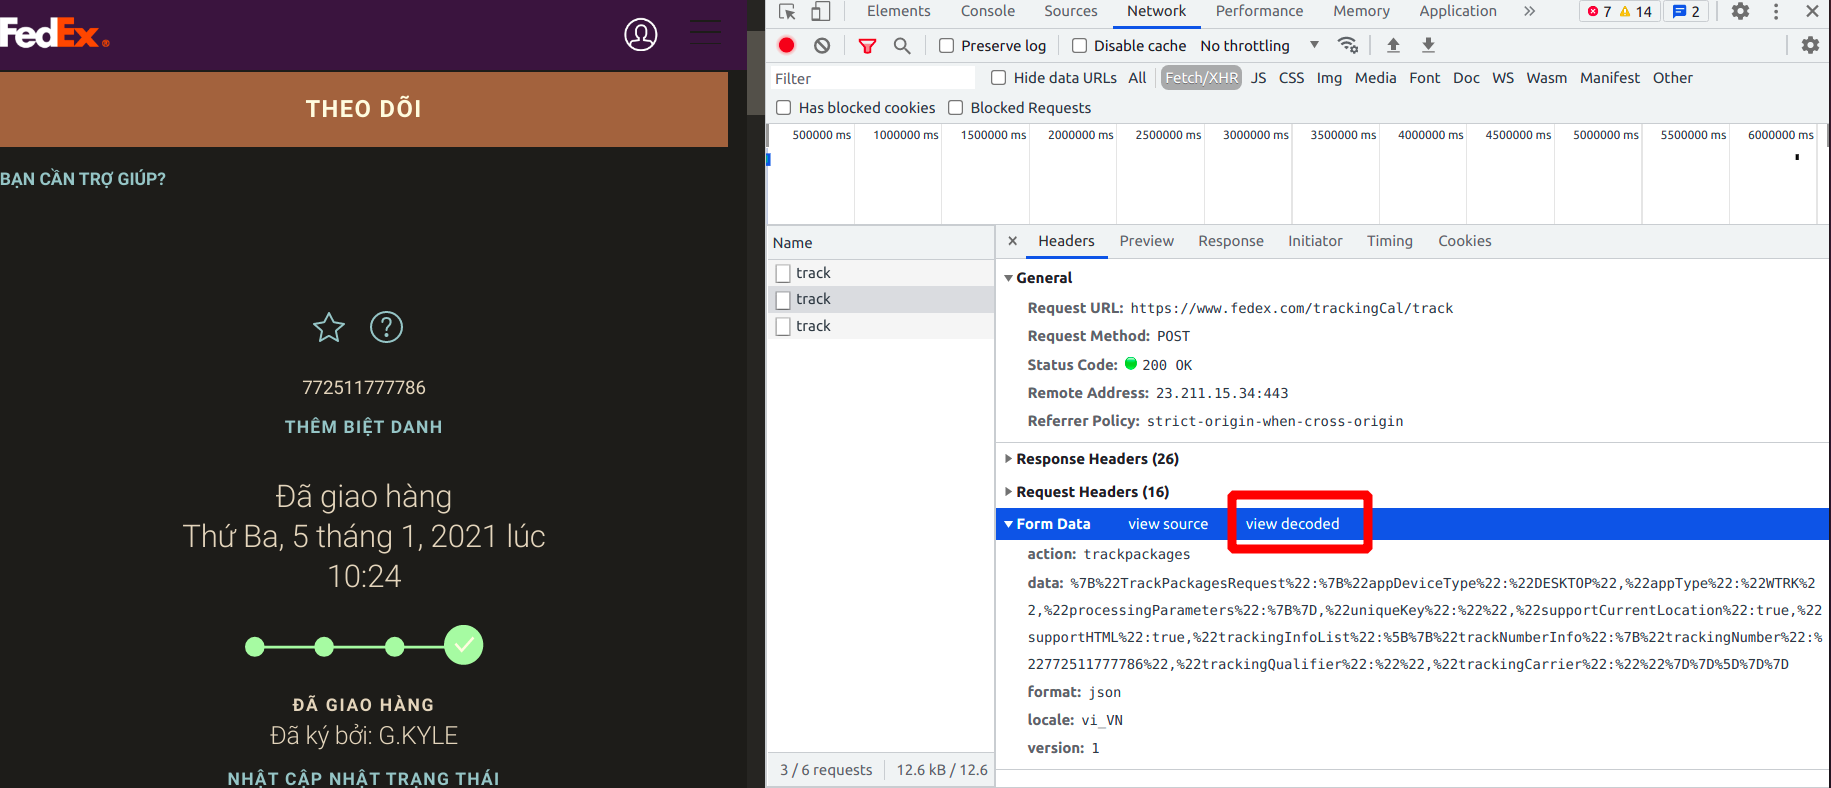 FedEx®
THEO DÕI
BẠN CẦN TRỢ GIÚP?
772511777786
THÊM BIỆT DANH
Đã giao hàng
Thứ Ba, 5 tháng 1, 2021 lúc
10:24
ĐÃ GIAO HÀNG
Đã ký bởi: G.KYLE
NHẬT CẬP NHẬT TRẠNG THÁI
Elements Console Sources Network Performance Memory Application » 7 14 2
Preserve log Disable cache No throttling
Filter Hide data URLs All Fetch/XHR JS CSS Img Media Font Doc WS Wasm Manifest Other
Has blocked cookies Blocked Requests
500000 ms 1000000 ms 1500000 ms 2000000 ms 2500000 ms 3000000 ms 3500000 ms 4000000 ms 4500000 ms 5000000 ms 5500000 ms 6000000 ms
Name
track
track
track
3 / 6 requests 12.6 kB / 12.6
× Headers Preview Response Initiator Timing Cookies
General
Request URL: https://www.fedex.com/trackingCal/track
Request Method: POST
Status Code: 200 OK
Remote Address: 23.211.15.34:443
Referrer Policy: strict-origin-when-cross-origin
Response Headers (26)
Request Headers (16)
Form Data view source view decoded
action: trackpackages
data: %7B%22TrackPackagesRequest%22:%7B%22appDeviceType%22:%22DESKTOP%22,%22appType%22:%22WTRK%2
2,%22processingParameters%22:%7B%7D,%22uniqueKey%22:%22%22,%22supportCurrentLocation%22:true,%22
supportHTML%22:true,%22trackingInfoList%22:%5B%7B%22trackNumberInfo%22:%7B%22trackingNumber%22:%
22772511777786%22,%22trackingQualifier%22:%22%22,%22trackingCarrier%22:%22%22%7D%7D%5D%7D%7D
format: json
locale: vi_VN
version: 1